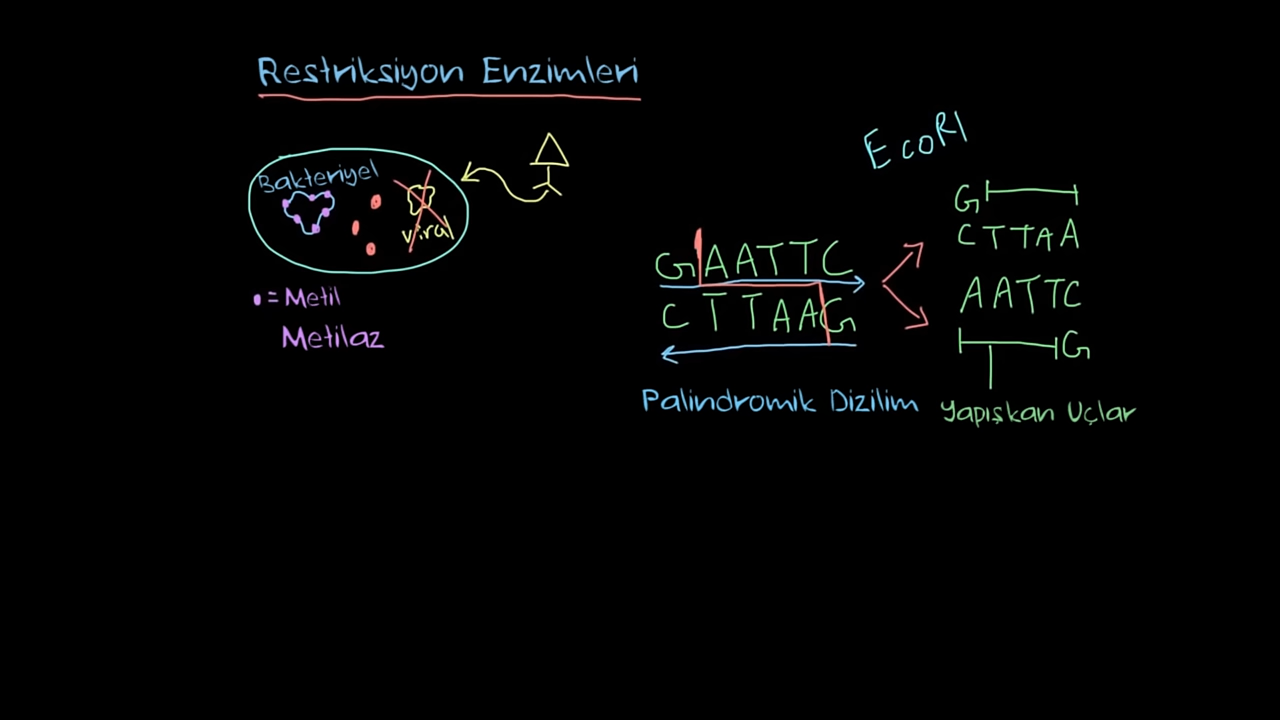 Restriksiyon Enzimleri
Bakteriyel
viral
= Metil
Metilaz
EcoRI
GAATTC
CTTAAG
Palindromik Dizilim
G
CTTAA
AATTC
G
Yapışkan Uçlar